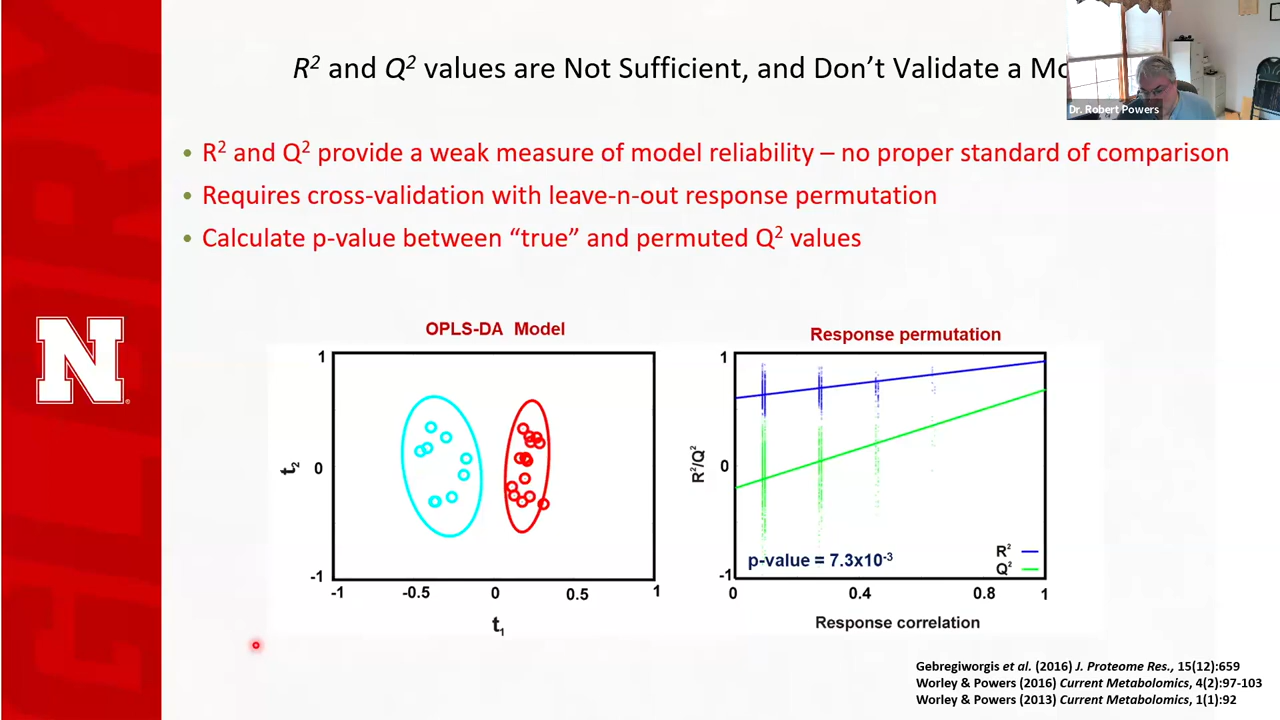 R² and Q² values are Not Sufficient, and Don't Validate a Mo
Dr. Robert Powers
• R² and Q² provide a weak measure of model reliability – no proper standard of comparison
• Requires cross-validation with leave-n-out response permutation
• Calculate p-value between “true” and permuted Q² values
GLORY
N
OPLS-DA Model
1
0
-1
t₂
-1 -0.5 0 0.5 1
t₁
Response permutation
1
0
-1
R²/Q²
p-value = 7.3x10⁻³
R²
Q²
0 0.4 0.8 1
Response correlation
Gebregiworgis et al. (2016) J. Proteome Res., 15(12):659
Worley & Powers (2016) Current Metabolomics, 4(2):97-103
Worley & Powers (2013) Current Metabolomics, 1(1):92